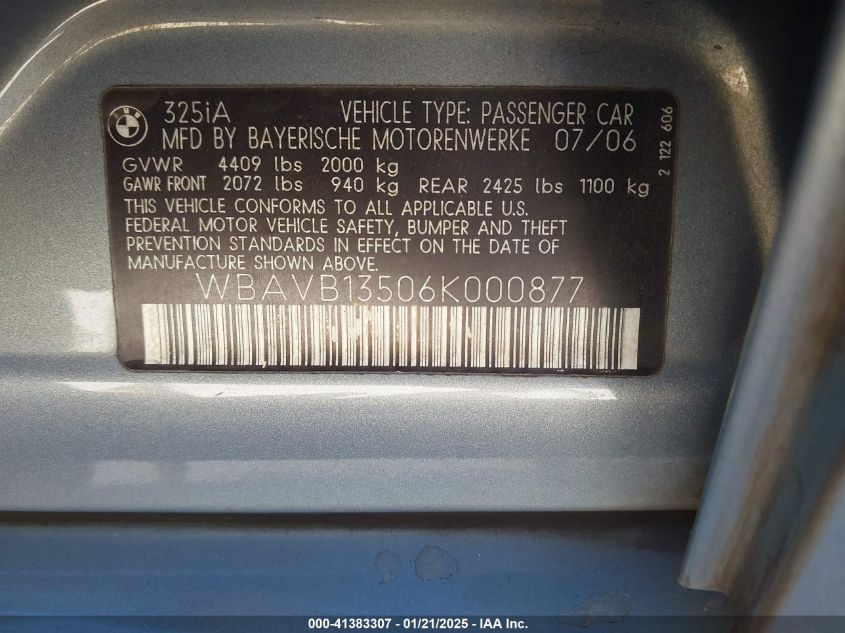 BMW
325iA VEHICLE TYPE: PASSENGER CAR
MFD BY BAYERISCHE MOTORENWERKE 07/06
GVWR 4409 lbs 2000 kg
GAWR FRONT 2072 lbs 940 kg REAR 2425 lbs 1100 kg
THIS VEHICLE CONFORMS TO ALL APPLICABLE U.S.
FEDERAL MOTOR VEHICLE SAFETY, BUMPER AND THEFT
PREVENTION STANDARDS IN EFFECT ON THE DATE OF
MANUFACTURE SHOWN ABOVE.
WBAVB13506K000877
2 122 606
000-41383307 - 01/21/2025 - IAA Inc.